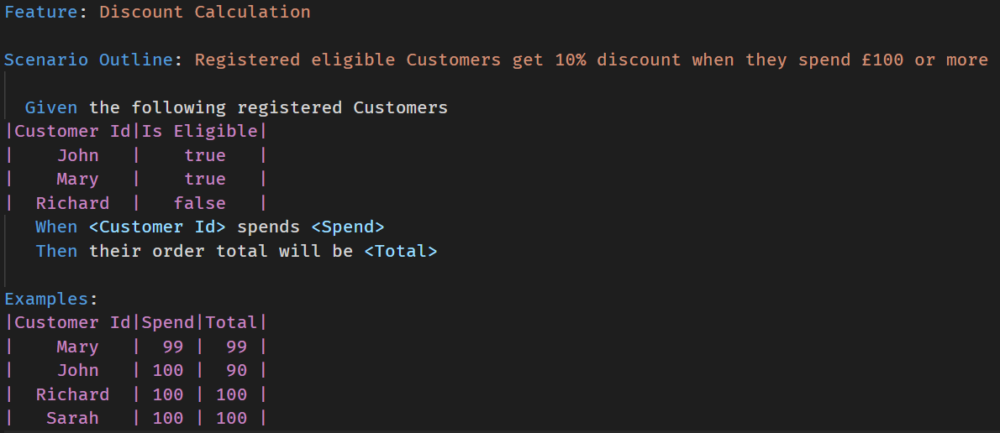 Feature: Discount Calculation
Scenario Outline: Registered eligible Customers get 10% discount when they spend £100 or more
Given the following registered Customers
|Customer Id|Is Eligible|
|    John   |    true   |
|    Mary   |    true   |
|  Richard  |   false   |
When <Customer Id> spends <Spend>
Then their order total will be <Total>
Examples:
|Customer Id|Spend|Total|
|    Mary   |  99 |  99 |
|    John   | 100 |  90 |
|  Richard  | 100 | 100 |
|   Sarah   | 100 | 100 |